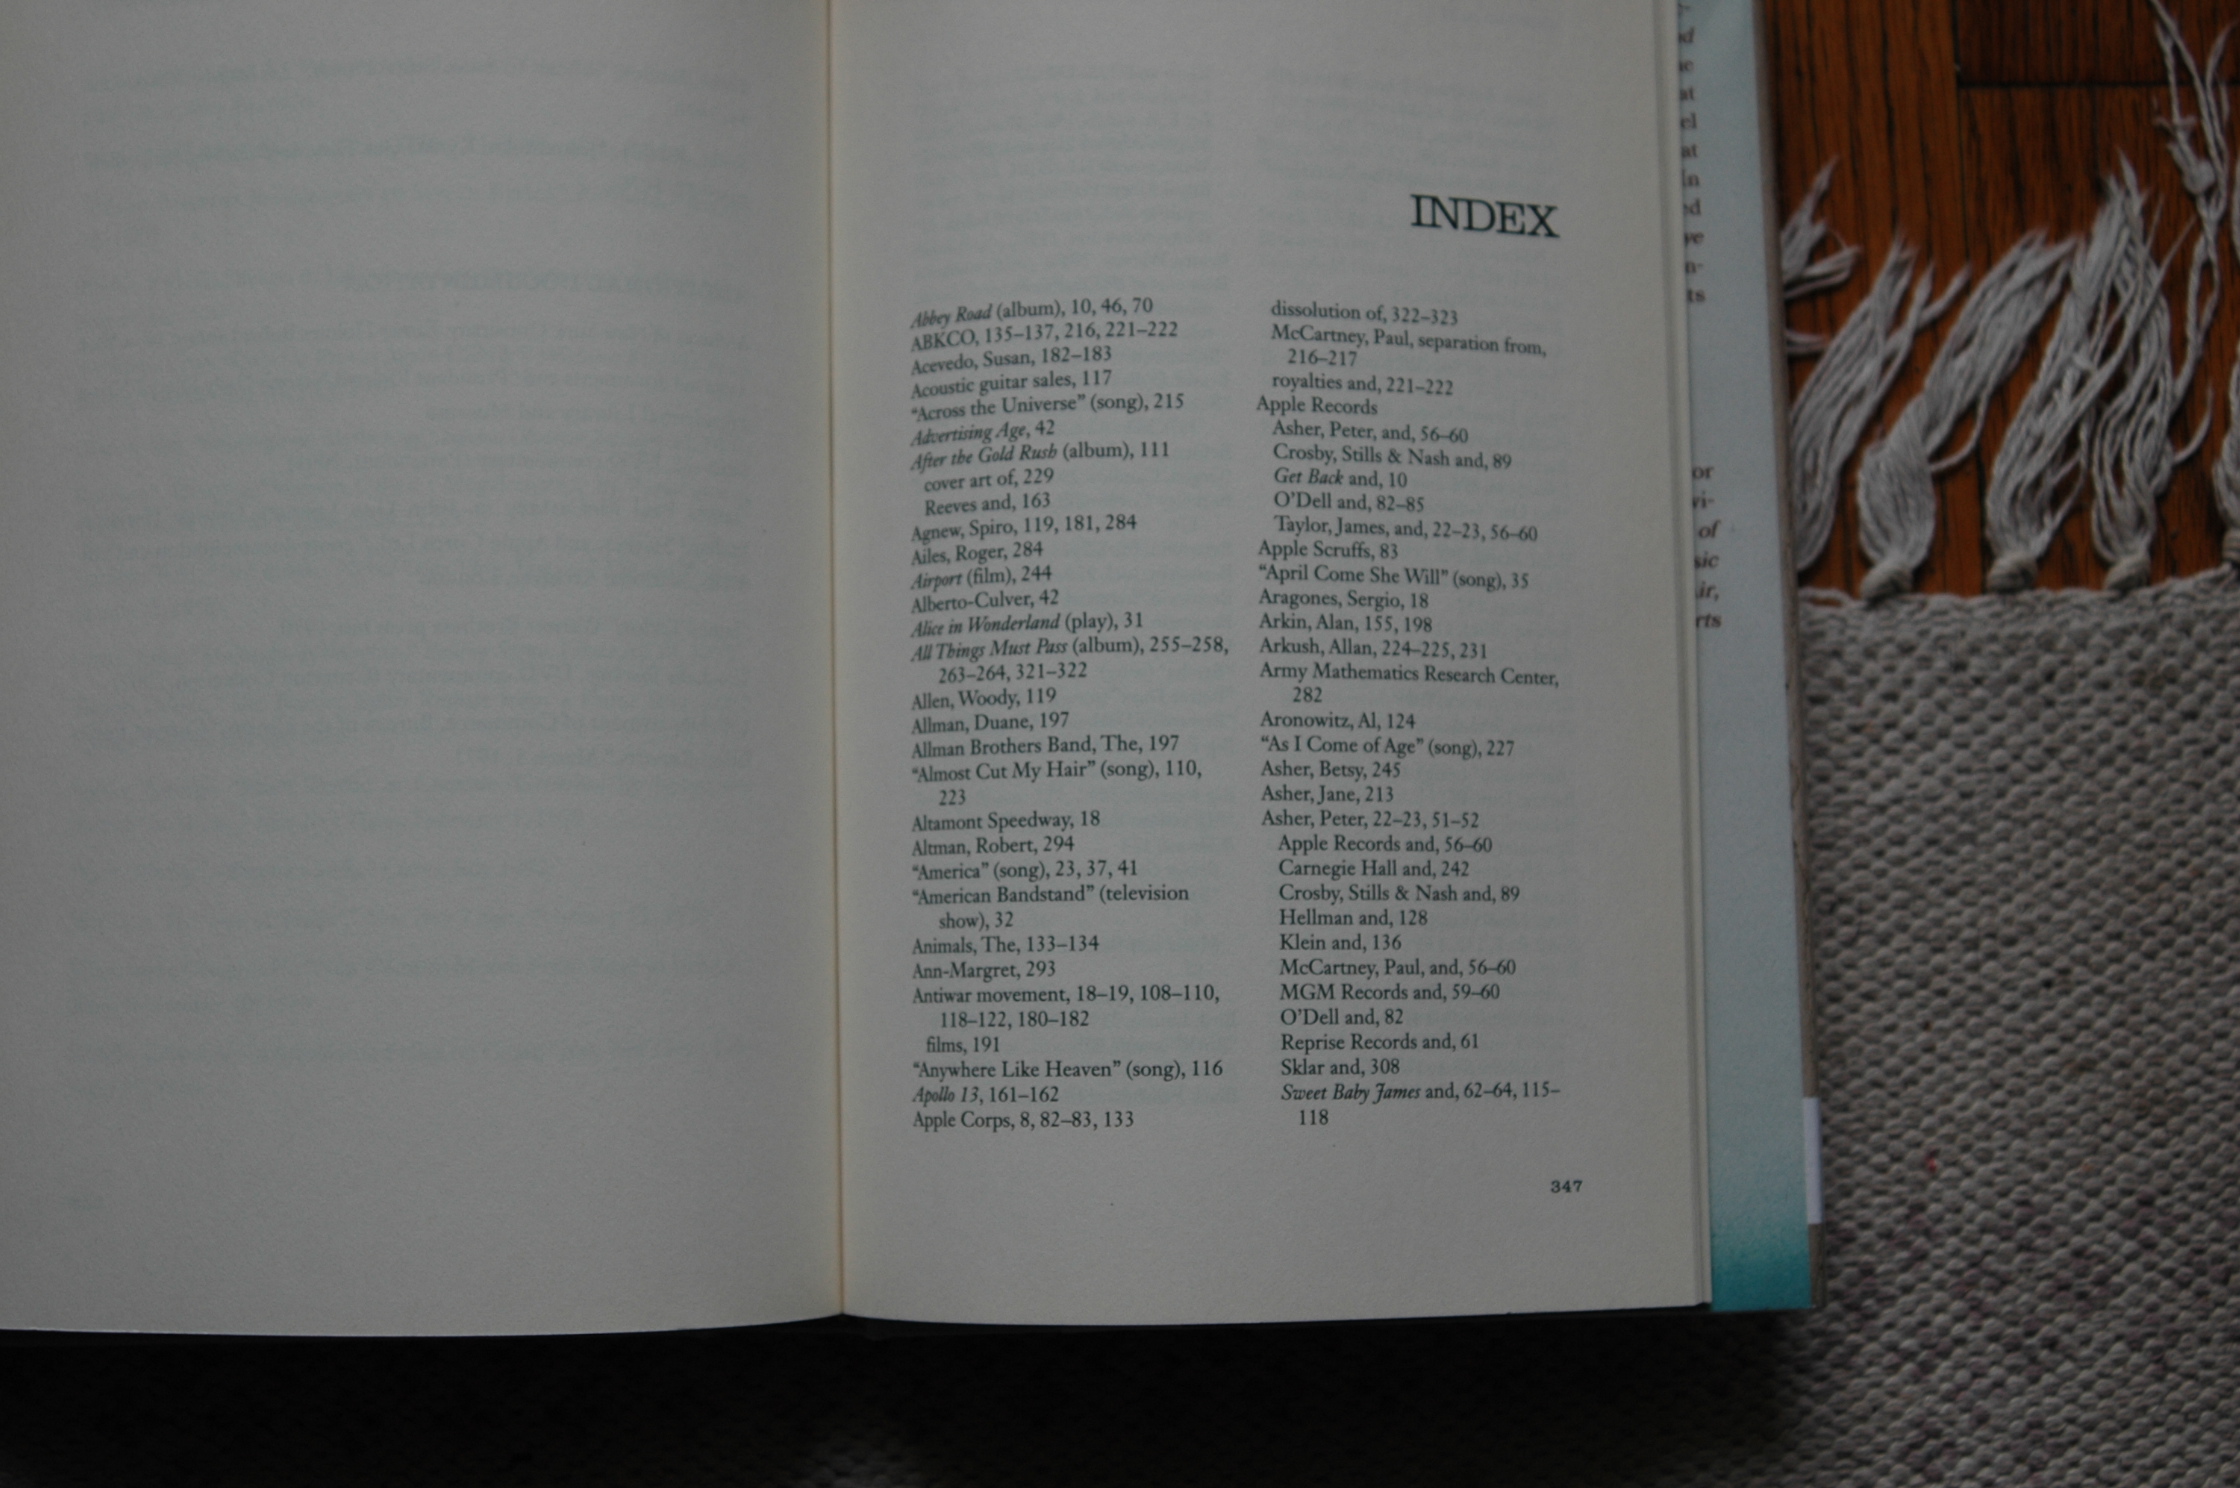 INDEX
Abbey Road (album), 10, 46, 70
ABKCO, 135–137, 216, 221–222
Acevedo, Susan, 182–183
Acoustic guitar sales, 117
“Across the Universe” (song), 215
Advertising Age, 42
After the Gold Rush (album), 111
cover art of, 229
Reeves and, 163
Agnew, Spiro, 119, 181, 284
Ailes, Roger, 284
Airport (film), 244
Alberto-Culver, 42
Alice in Wonderland (play), 31
All Things Must Pass (album), 255–258,
263–264, 321–322
Allen, Woody, 119
Allman, Duane, 197
Allman Brothers Band, The, 197
“Almost Cut My Hair” (song), 110,
223
Altamont Speedway, 18
Altman, Robert, 294
“America” (song), 23, 37, 41
“American Bandstand” (television
show), 32
Animals, The, 133–134
Ann-Margret, 293
Antiwar movement, 18–19, 108–110,
118–122, 180–182
films, 191
“Anywhere Like Heaven” (song), 116
Apollo 13, 161–162
Apple Corps, 8, 82–83, 133
dissolution of, 322–323
McCartney, Paul, separation from,
216–217
royalties and, 221–222
Apple Records
Asher, Peter, and, 56–60
Crosby, Stills & Nash and, 89
Get Back and, 10
O’Dell and, 82–85
Taylor, James, and, 22–23, 56–60
Apple Scruffs, 83
“April Come She Will” (song), 35
Aragones, Sergio, 18
Arkin, Alan, 155, 198
Arkush, Allan, 224–225, 231
Army Mathematics Research Center,
282
Aronowitz, Al, 124
“As I Come of Age” (song), 227
Asher, Betsy, 245
Asher, Jane, 213
Asher, Peter, 22–23, 51–52
Apple Records and, 56–60
Carnegie Hall and, 242
Crosby, Stills & Nash and, 89
Hellman and, 128
Klein and, 136
McCartney, Paul, and, 56–60
MGM Records and, 59–60
O’Dell and, 82
Reprise Records and, 61
Sklar and, 308
Sweet Baby James and, 62–64, 115–
118
347
or
vi-
of
sic
ir,
rts